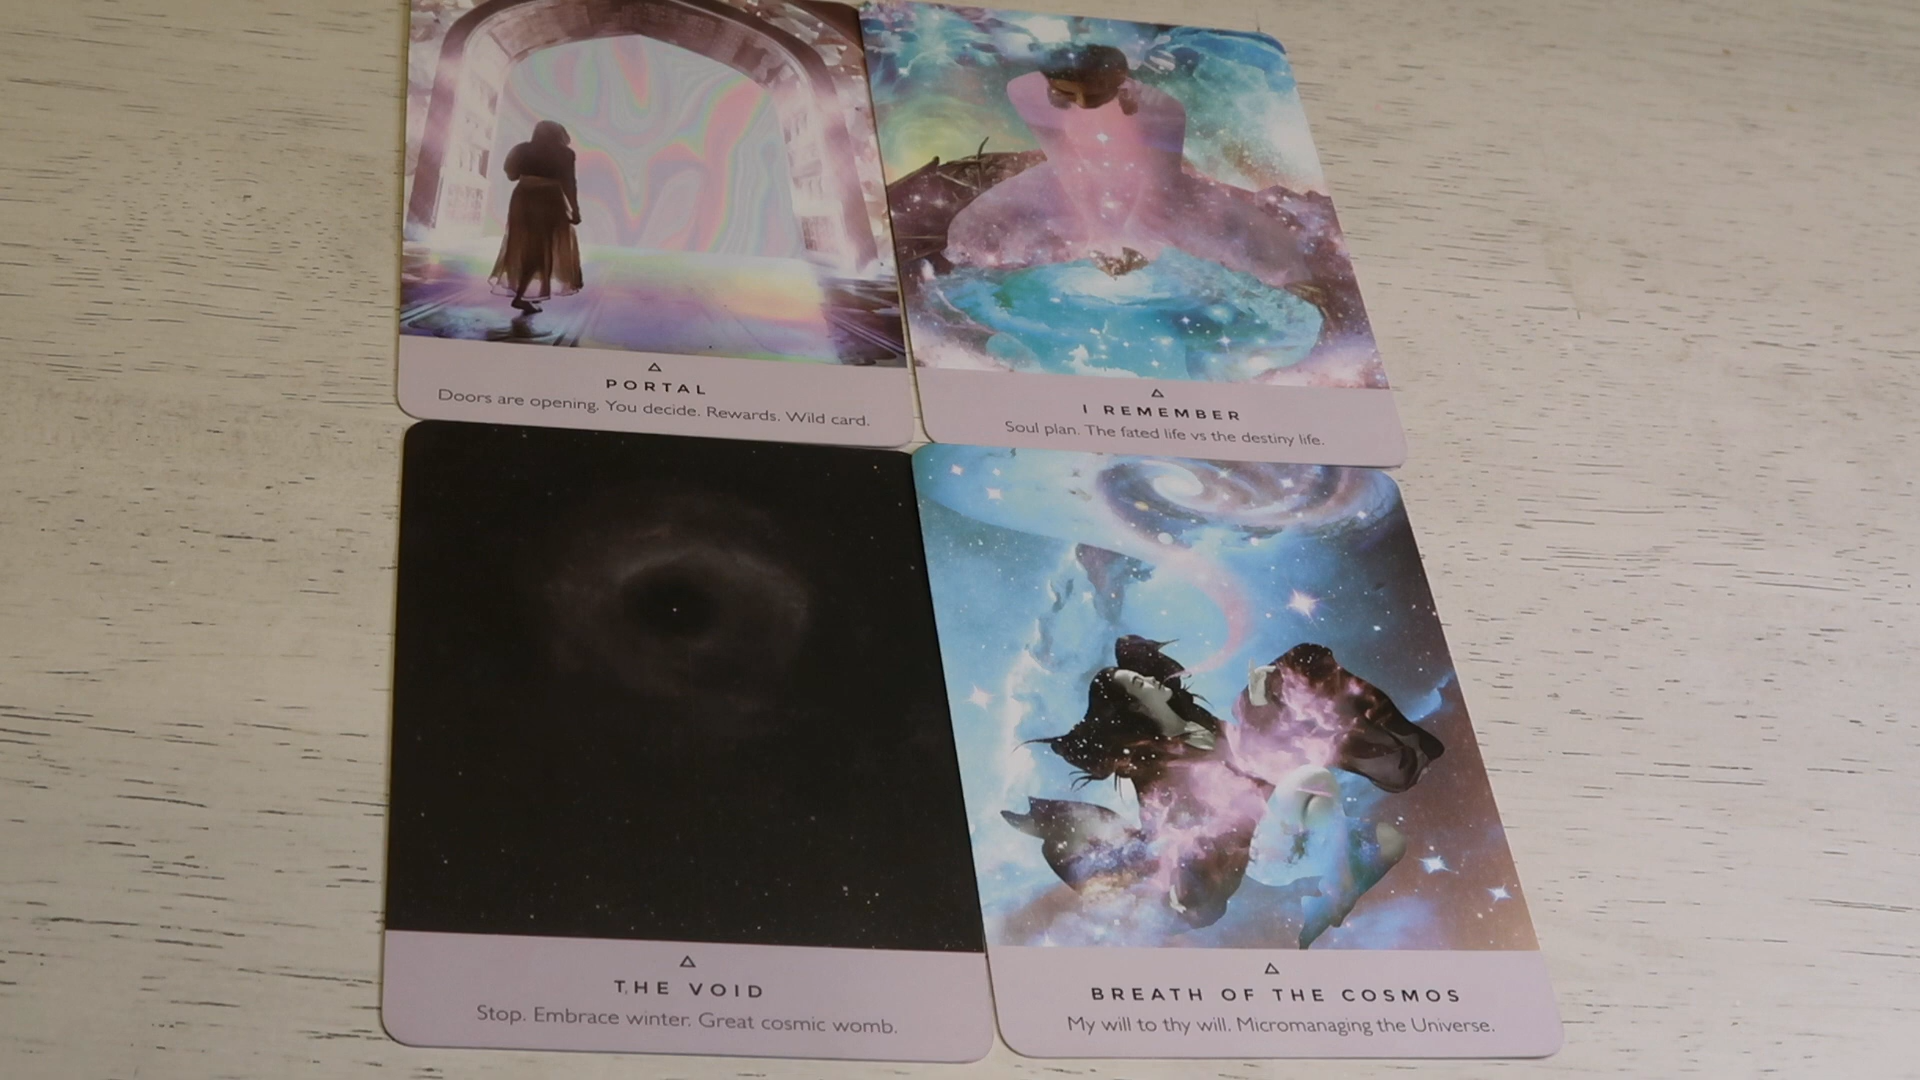 PORTAL
Doors are opening. You decide. Rewards. Wild card.
I REMEMBER
Soul plan. The fated life vs the destiny life.
THE VOID
Stop. Embrace winter. Great cosmic womb.
BREATH OF THE COSMOS
My will to thy will. Micromanaging the Universe.